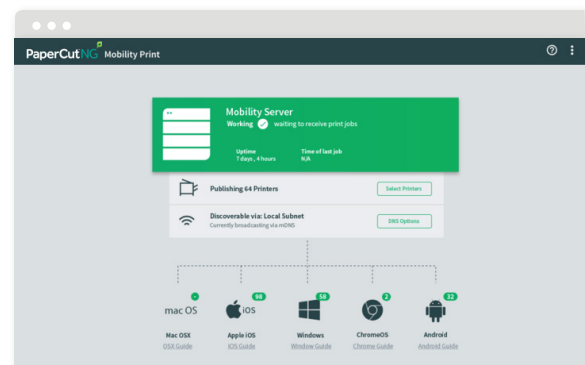 PaperCut NG Mobility Print
Mobility Server
Working waiting to receive print jobs
Uptime Time of last job
7 days, 4 hours N/A
Publishing 64 Printers Select Printers
Discoverable via: Local Subnet
Currently broadcasting via mDNS
DNS Options
98 58 2 32
mac OS iOS
Mac OSX Apple iOS Windows ChromeOS Android
OSX Guide iOS Guide Window Guide Chrome Guide Android Guide